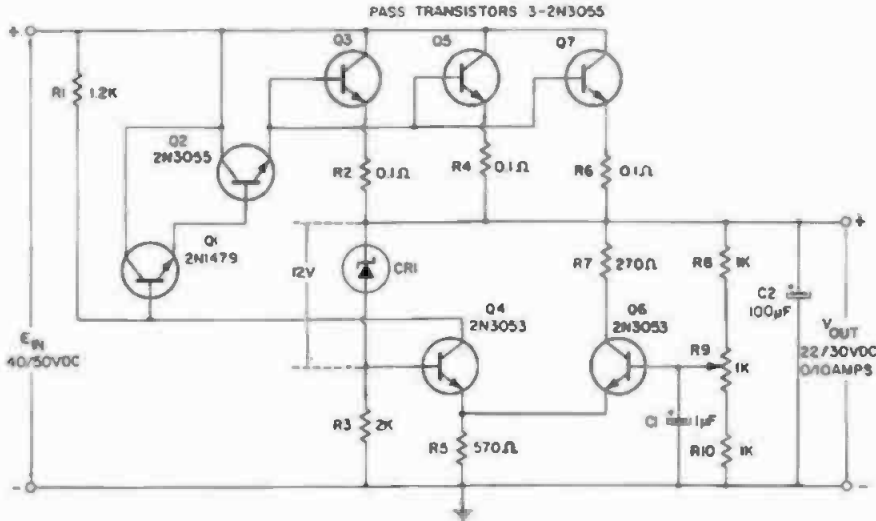 PASS TRANSISTORS 3-2N3055
+
Q3
Q5
Q7
R1
1.2K
Q2
2N3055
R2
0.1Ω
R4
0.1Ω
R6
0.1Ω
+
Q1
2N1479
12V
CR1
R7
270Ω
R8
1K
C2
100µF
+
Q4
2N3053
Q6
2N3053
EIN
40/50VDC
VOUT
22/30VDC
0/10AMPS
R9
1K
R3
2K
R5
570Ω
C1
+
1µF
R10
1K
-
-